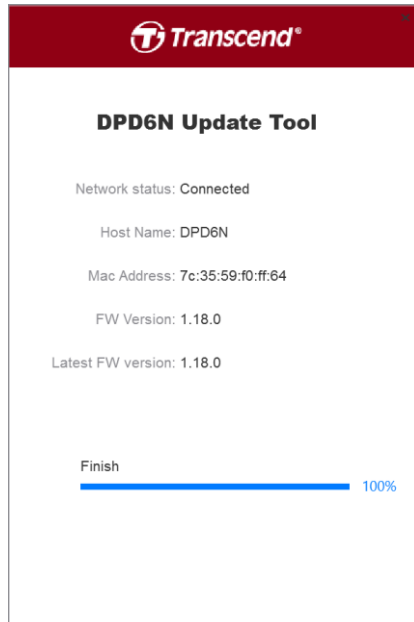 Transcend®
DPD6N Update Tool
Network status: Connected
Host Name: DPD6N
Mac Address: 7c:35:59:f0:ff:64
FW Version: 1.18.0
Latest FW version: 1.18.0
Finish
100%